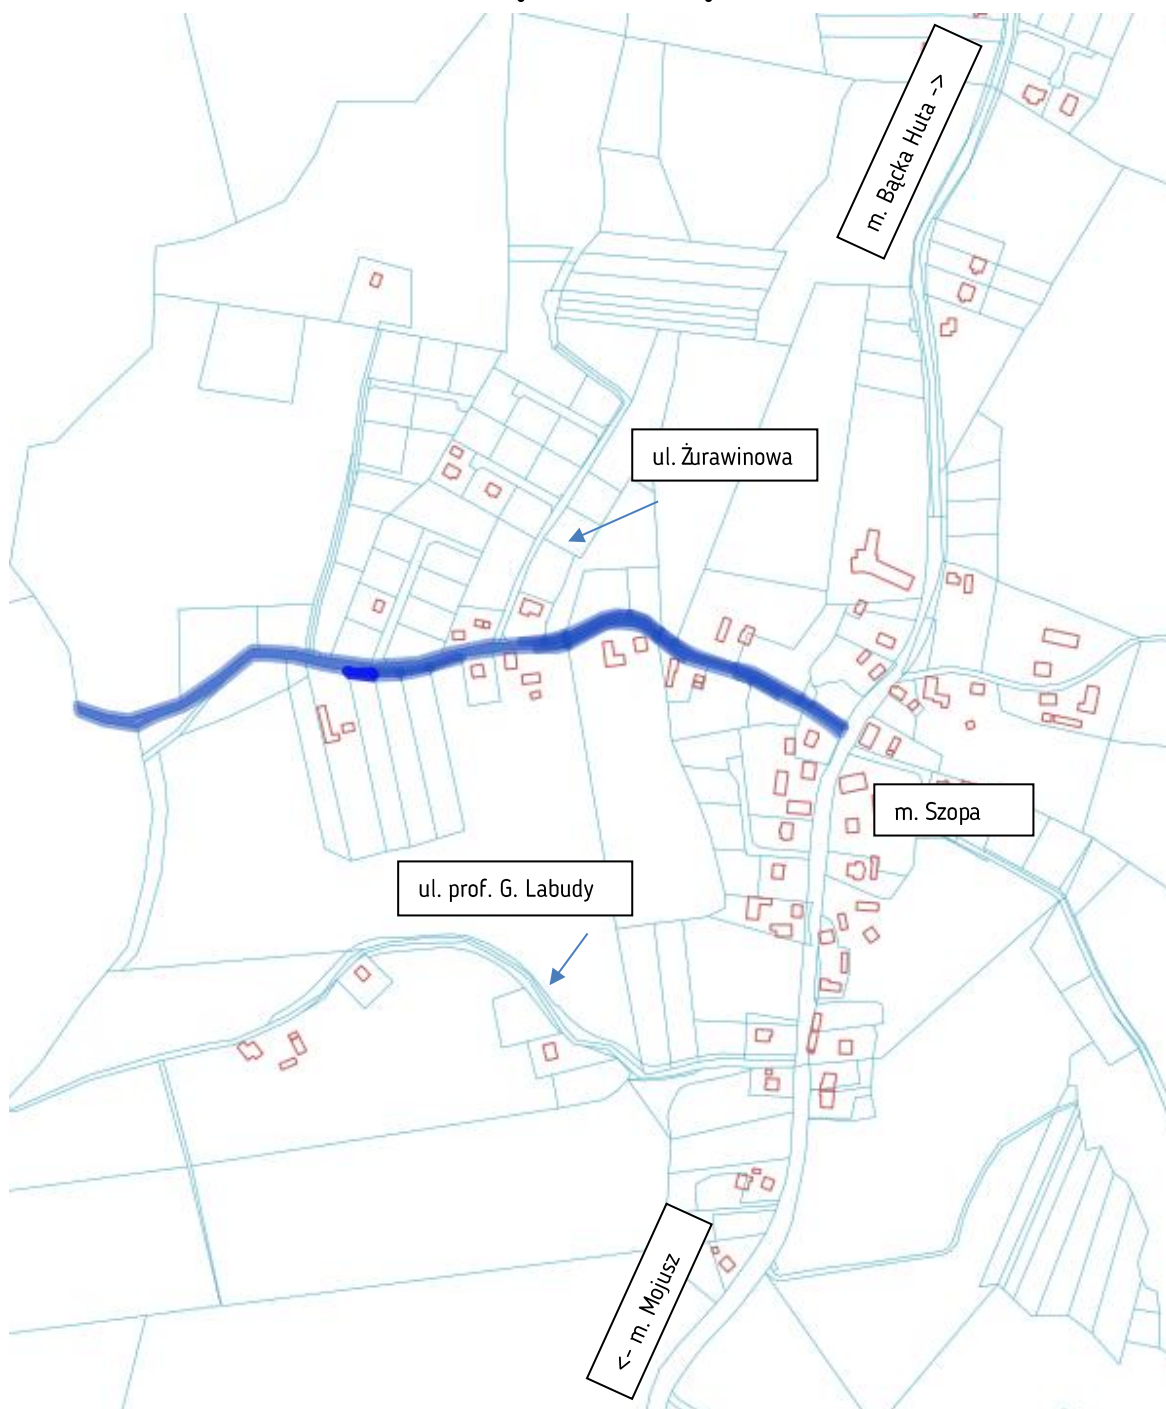 m. Bącka Huta ->
ul. Żurawinowa
m. Szopa
ul. prof. G. Labudy
<- m. Mojusz